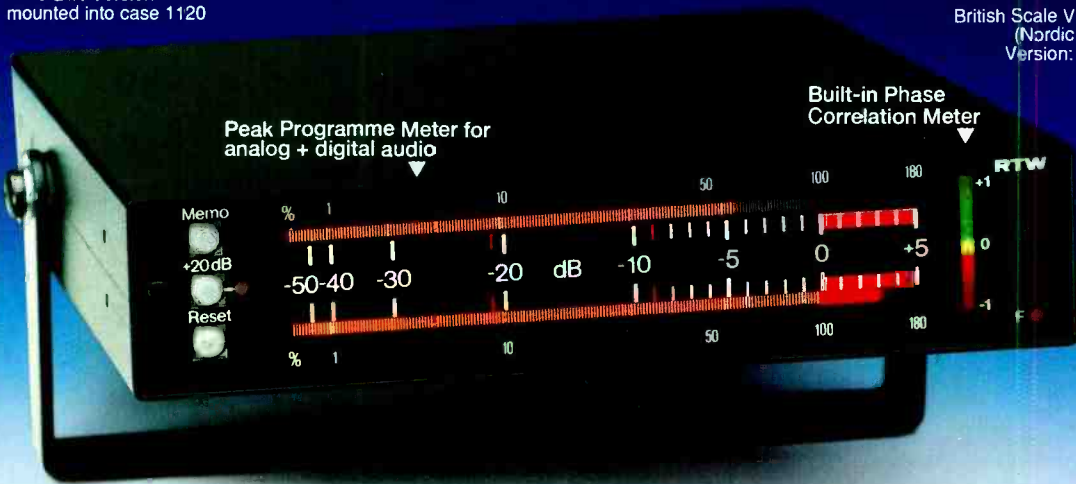 mounted into case 1120
British Scale V
(Nordic
Version:
Peak Programme Meter for
analog + digital audio
Built-in Phase
Correlation Meter
RTW
Memo
+20dB
Reset
% 1 10 50 100 180
-50 -40 -30 -20 dB -10 -5 0 +5
% 1 10 50 100 180
+1
0
-1
F